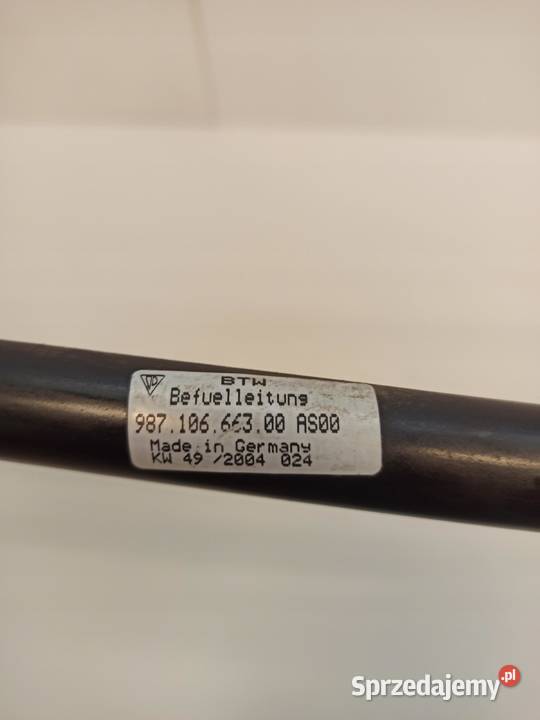 BTW
Befuelleitung
987.106.663.00 AS00
Made in Germany
KW 49 /2004 024
Sprzedajemy.pl